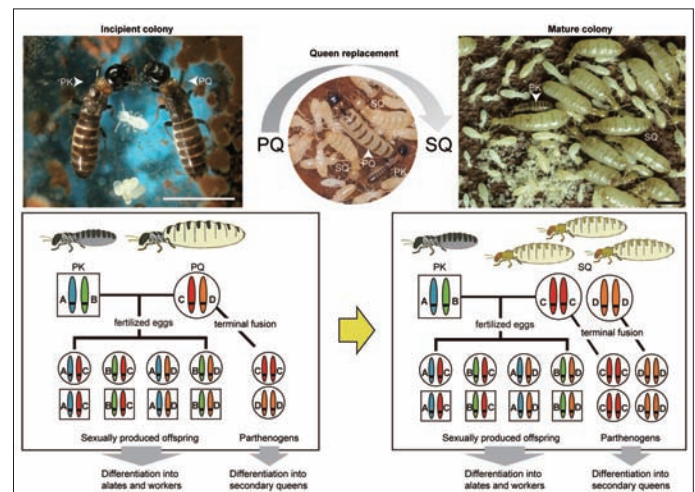 Incipient colony
Queen replacement
Mature colony
PK
PQ
PQ
SQ
SQ
SQ
PQ
PK
PK
SQ
PK
PQ
A B
C D
fertilized eggs
terminal fusion
A C B C A D B D C C
A C B C A D B D D D
Sexually produced offspring
Parthenogens
Differentiation into
alates and workers
Differentiation into
secondary queens
PK
SQ
A B
C C
D D
fertilized eggs
terminal fusion
A C B C A D B D C C D D
A C B C A D B D C C D D
Sexually produced offspring
Parthenogens
Differentiation into
alates and workers
Differentiation into
secondary queens